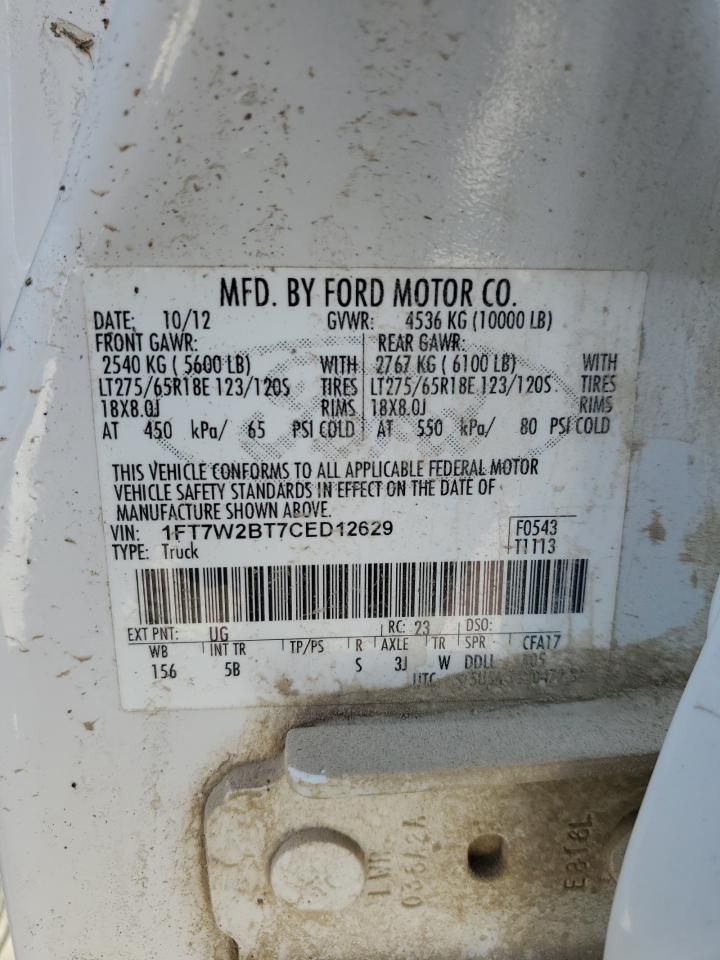 MFD. BY FORD MOTOR CO.
DATE: 10/12 GVWR: 4536 KG (10000 LB)
FRONT GAWR: REAR GAWR:
2540 KG ( 5600 LB) WITH 2767 KG ( 6100 LB) WITH
LT275/65R18E 123/120S TIRES LT275/65R18E 123/120S TIRES
18X8.0J RIMS 18X8.0J RIMS
AT 450 kPa/ 65 PSI COLD AT 550 kPa/ 80 PSI COLD
THIS VEHICLE CONFORMS TO ALL APPLICABLE FEDERAL MOTOR
VEHICLE SAFETY STANDARDS IN EFFECT ON THE DATE OF
MANUFACTURE SHOWN ABOVE.
VIN: 1FT7W2BT7CED12629 F0543
TYPE: Truck T1113
EXT PNT: UG RC: 23 DSO:
WB INT TR TP/PS R AXLE TR SPR CFA17
156 5B S 3J W DDLL
UTC